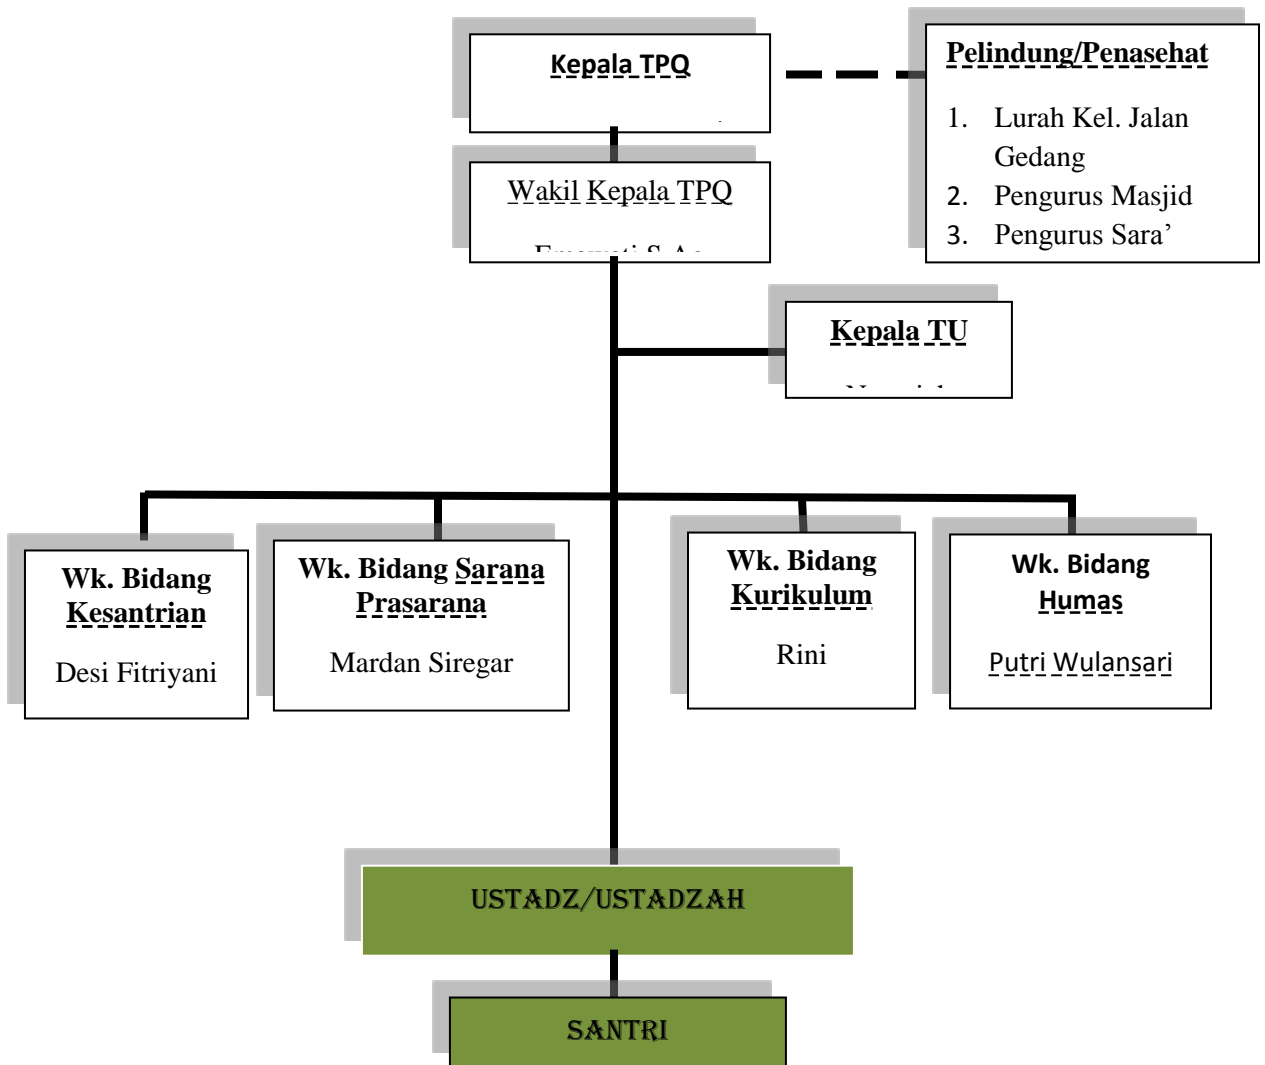 Kepala TPQ
Pelindung/Penasehat
1. Lurah Kel. Jalan
Gedang
2. Pengurus Masjid
3. Pengurus Sara’
Wakil Kepala TPQ
Kepala TU
Wk. Bidang
Kesantrian
Desi Fitriyani
Wk. Bidang Sarana
Prasarana
Mardan Siregar
Wk. Bidang
Kurikulum
Rini
Wk. Bidang
Humas
Putri Wulansari
USTADZ/USTADZAH
SANTRI